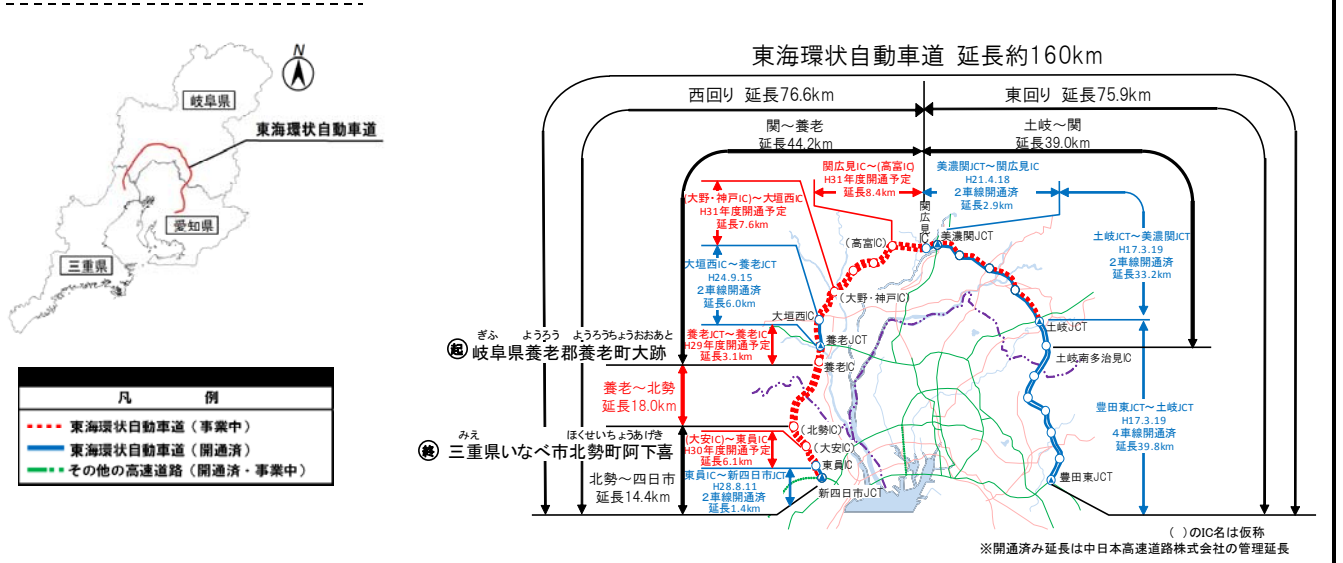 N
岐阜県
東海環状自動車道
愛知県
三重県
凡 例
東海環状自動車道（事業中）
東海環状自動車道（開通済）
その他の高速道路（開通済・事業中）
東海環状自動車道 延長約160km
西回り 延長76.6km
東回り 延長75.9km
関～養老
延長44.2km
土岐～関
延長39.0km
関広見IC～(高富IC)
H31年度開通予定
延長8.4km
美濃関JCT～関広見IC
H21.4.18
2車線開通済
延長2.9km
(大野・神戸IC)～大垣西IC
H31年度開通予定
延長7.6km
関広見IC
美濃関JCT
(高富IC)
土岐JCT～美濃関JCT
H17.3.19
2車線開通済
延長33.2km
大垣西IC～養老JCT
H24.9.15
2車線開通済
延長6.0km
(大野・神戸IC)
大垣西IC
土岐JCT
ぎふ ようろう ようろうちょうおおあと
起 岐阜県養老郡養老町大跡
養老JCT～養老IC
H29年度開通予定
延長3.1km
養老JCT
養老IC
土岐南多治見IC
養老～北勢
延長18.0km
豊田東JCT～土岐JCT
H17.3.19
4車線開通済
延長39.8km
みえ ほくせいちょうあげき
終 三重県いなべ市北勢町阿下喜
(北勢IC)
(大安IC)～東員IC
H30年度開通予定
延長6.1km
(大安IC)
東員IC
北勢～四日市
延長14.4km
東員IC～新四日市JCT
H28.8.11
2車線開通済
延長1.4km
新四日市JCT
豊田東JCT
( )のIC名は仮称
※開通済み延長は中日本高速道路株式会社の管理延長